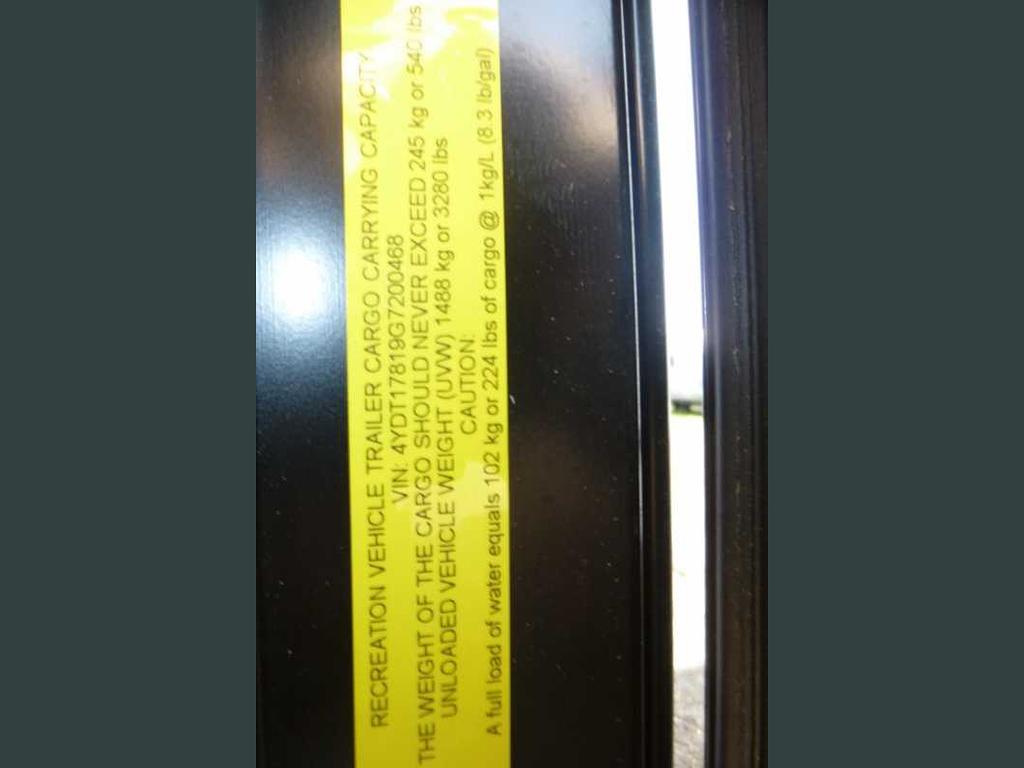 RECREATION VEHICLE TRAILER CARGO CARRYING CAPACITY
VIN: 4YDT17819G7200468
THE WEIGHT OF THE CARGO SHOULD NEVER EXCEED 245 kg or 540 lbs
UNLOADED VEHICLE WEIGHT (UVW) 1488 kg or 3280 lbs
CAUTION:
A full load of water equals 102 kg or 224 lbs of cargo @ 1kg/L (8.3 lb/gal)